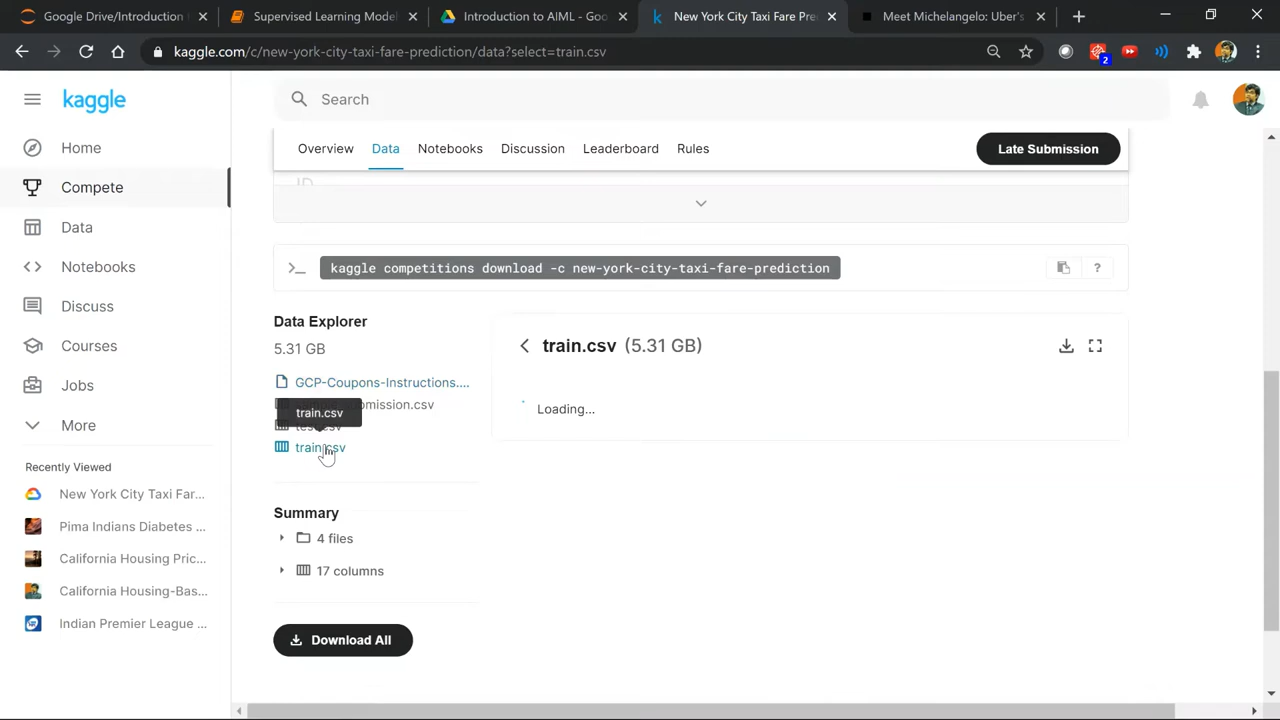 Google Drive/Introduction
Supervised Learning Model
Introduction to AIML - Goo
New York City Taxi Fare Pre
Meet Michelangelo: Uber's
kaggle.com/c/new-york-city-taxi-fare-prediction/data?select=train.csv
2
kaggle
Search
Home
Compete
Data
Notebooks
Discuss
Courses
Jobs
More
Recently Viewed
New York City Taxi Far...
Pima Indians Diabetes ...
California Housing Pric...
California Housing-Bas...
Indian Premier League ...
Overview
Data
Notebooks
Discussion
Leaderboard
Rules
Late Submission
>_ kaggle competitions download -c new-york-city-taxi-fare-prediction
?
Data Explorer
5.31 GB
GCP-Coupons-Instructions....
train.csv
train.csv
Summary
4 files
17 columns
Download All
train.csv (5.31 GB)
Loading...